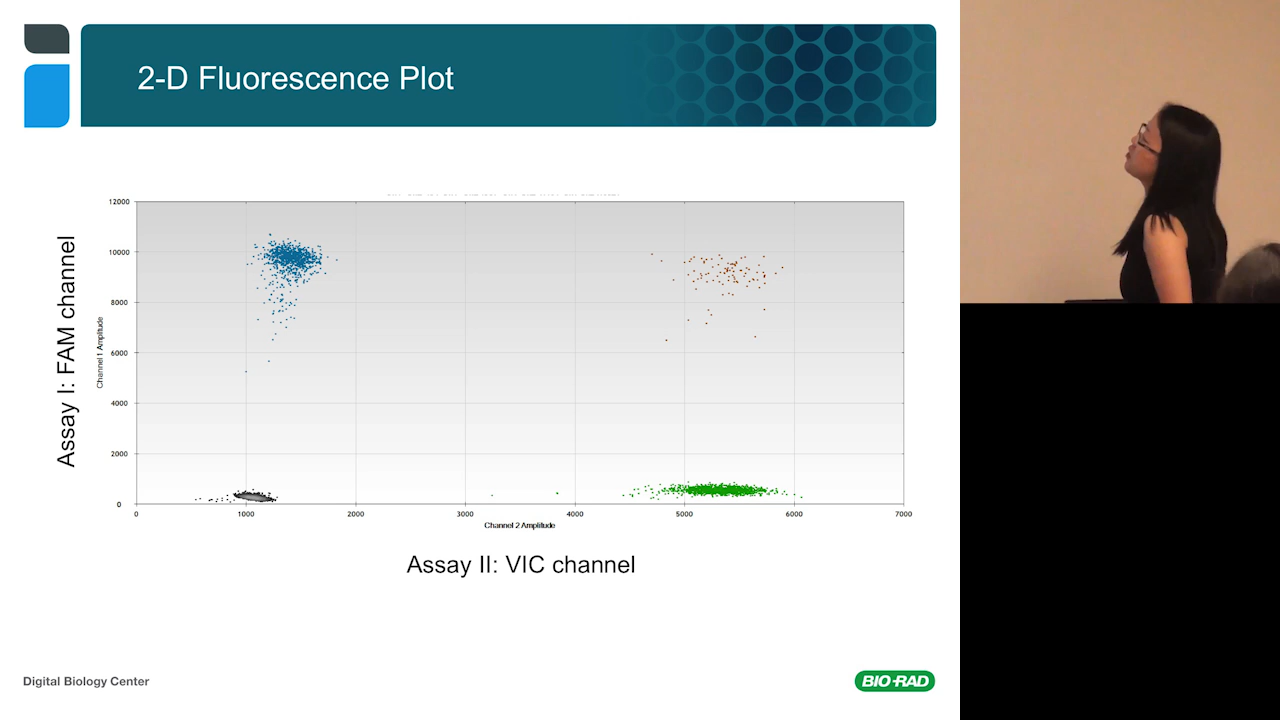 2-D Fluorescence Plot
Assay I: FAM channel
Channel 1 Amplitude
12000
10000
8000
6000
4000
2000
0
0 1000 2000 3000 4000 5000 6000 7000
Channel 2 Amplitude
Assay II: VIC channel
Digital Biology Center
BIO-RAD